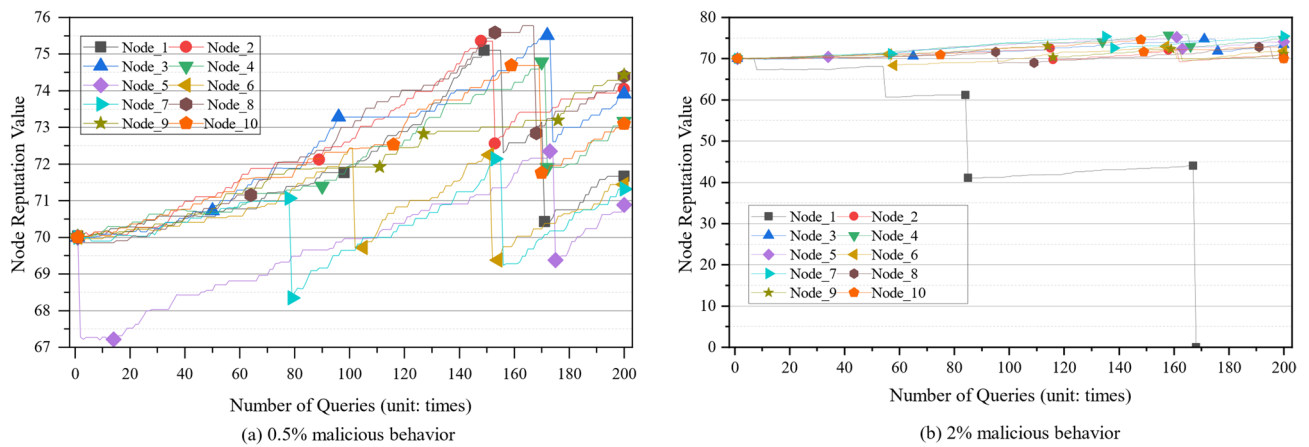 76
75
74
73
72
71
70
69
68
67
Node Reputation Value
Node_1 Node_2
Node_3 Node_4
Node_5 Node_6
Node_7 Node_8
Node_9 Node_10
0 20 40 60 80 100 120 140 160 180 200
Number of Queries (unit: times)
(a) 0.5% malicious behavior
80
70
60
50
40
30
20
10
0
Node Reputation Value
Node_1 Node_2
Node_3 Node_4
Node_5 Node_6
Node_7 Node_8
Node_9 Node_10
0 20 40 60 80 100 120 140 160 180 200
Number of Queries (unit: times)
(b) 2% malicious behavior